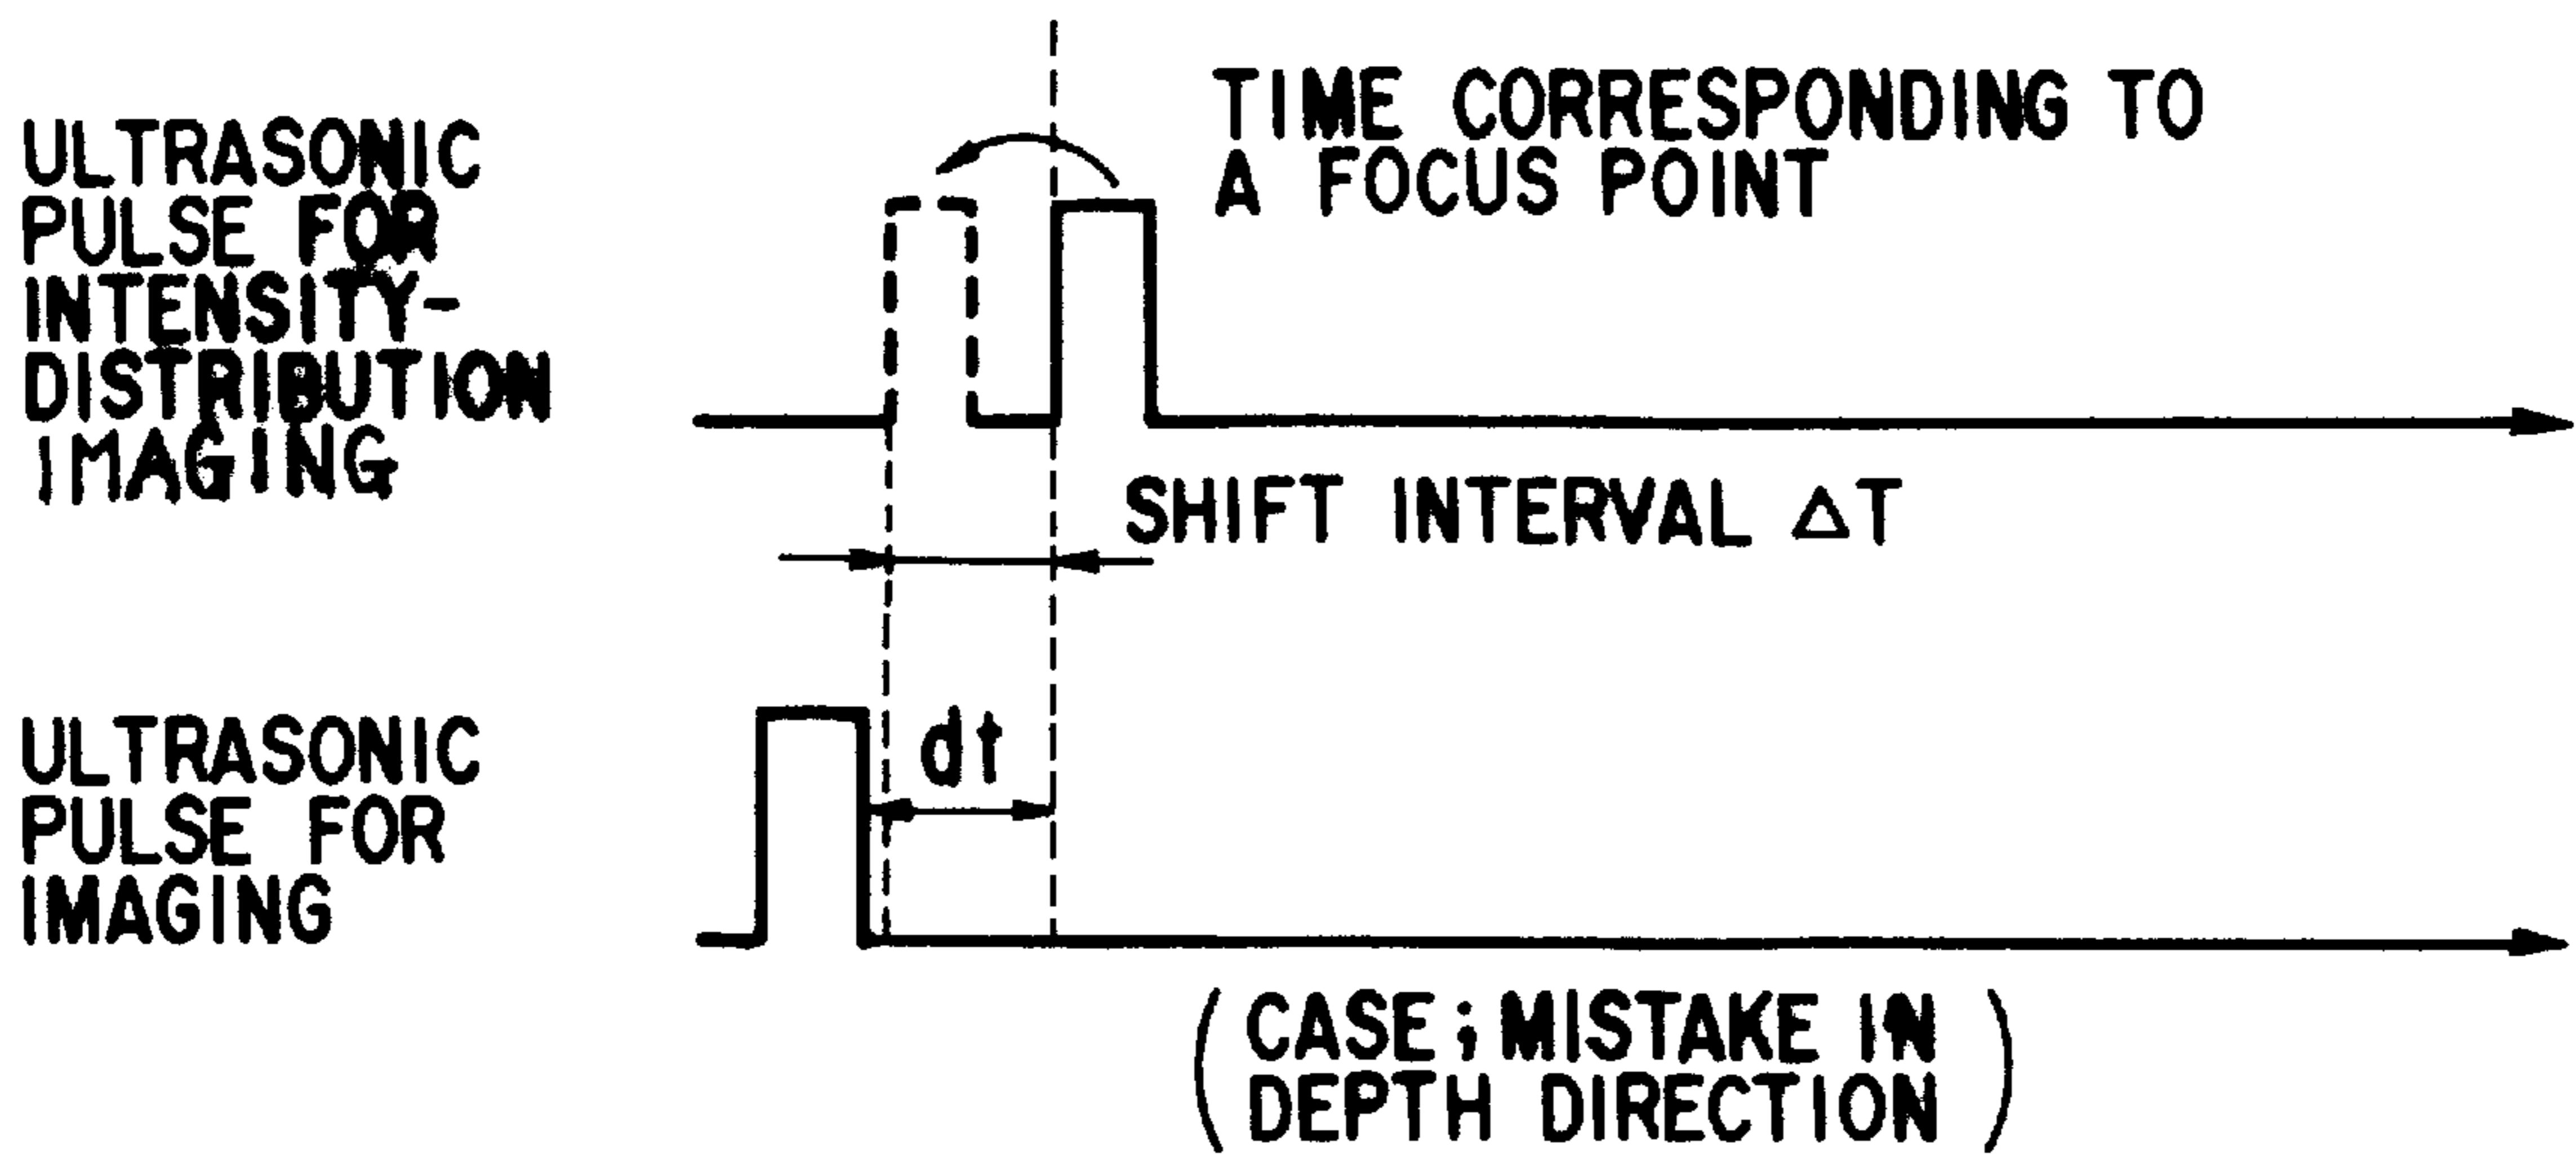 TIME CORRESPONDING TO
A FOCUS POINT
ULTRASONIC
PULSE FOR
INTENSITY-
DISTRIBUTION
IMAGING
SHIFT INTERVAL ΔT
ULTRASONIC
PULSE FOR
IMAGING
dt
(CASE; MISTAKE IN
DEPTH DIRECTION)